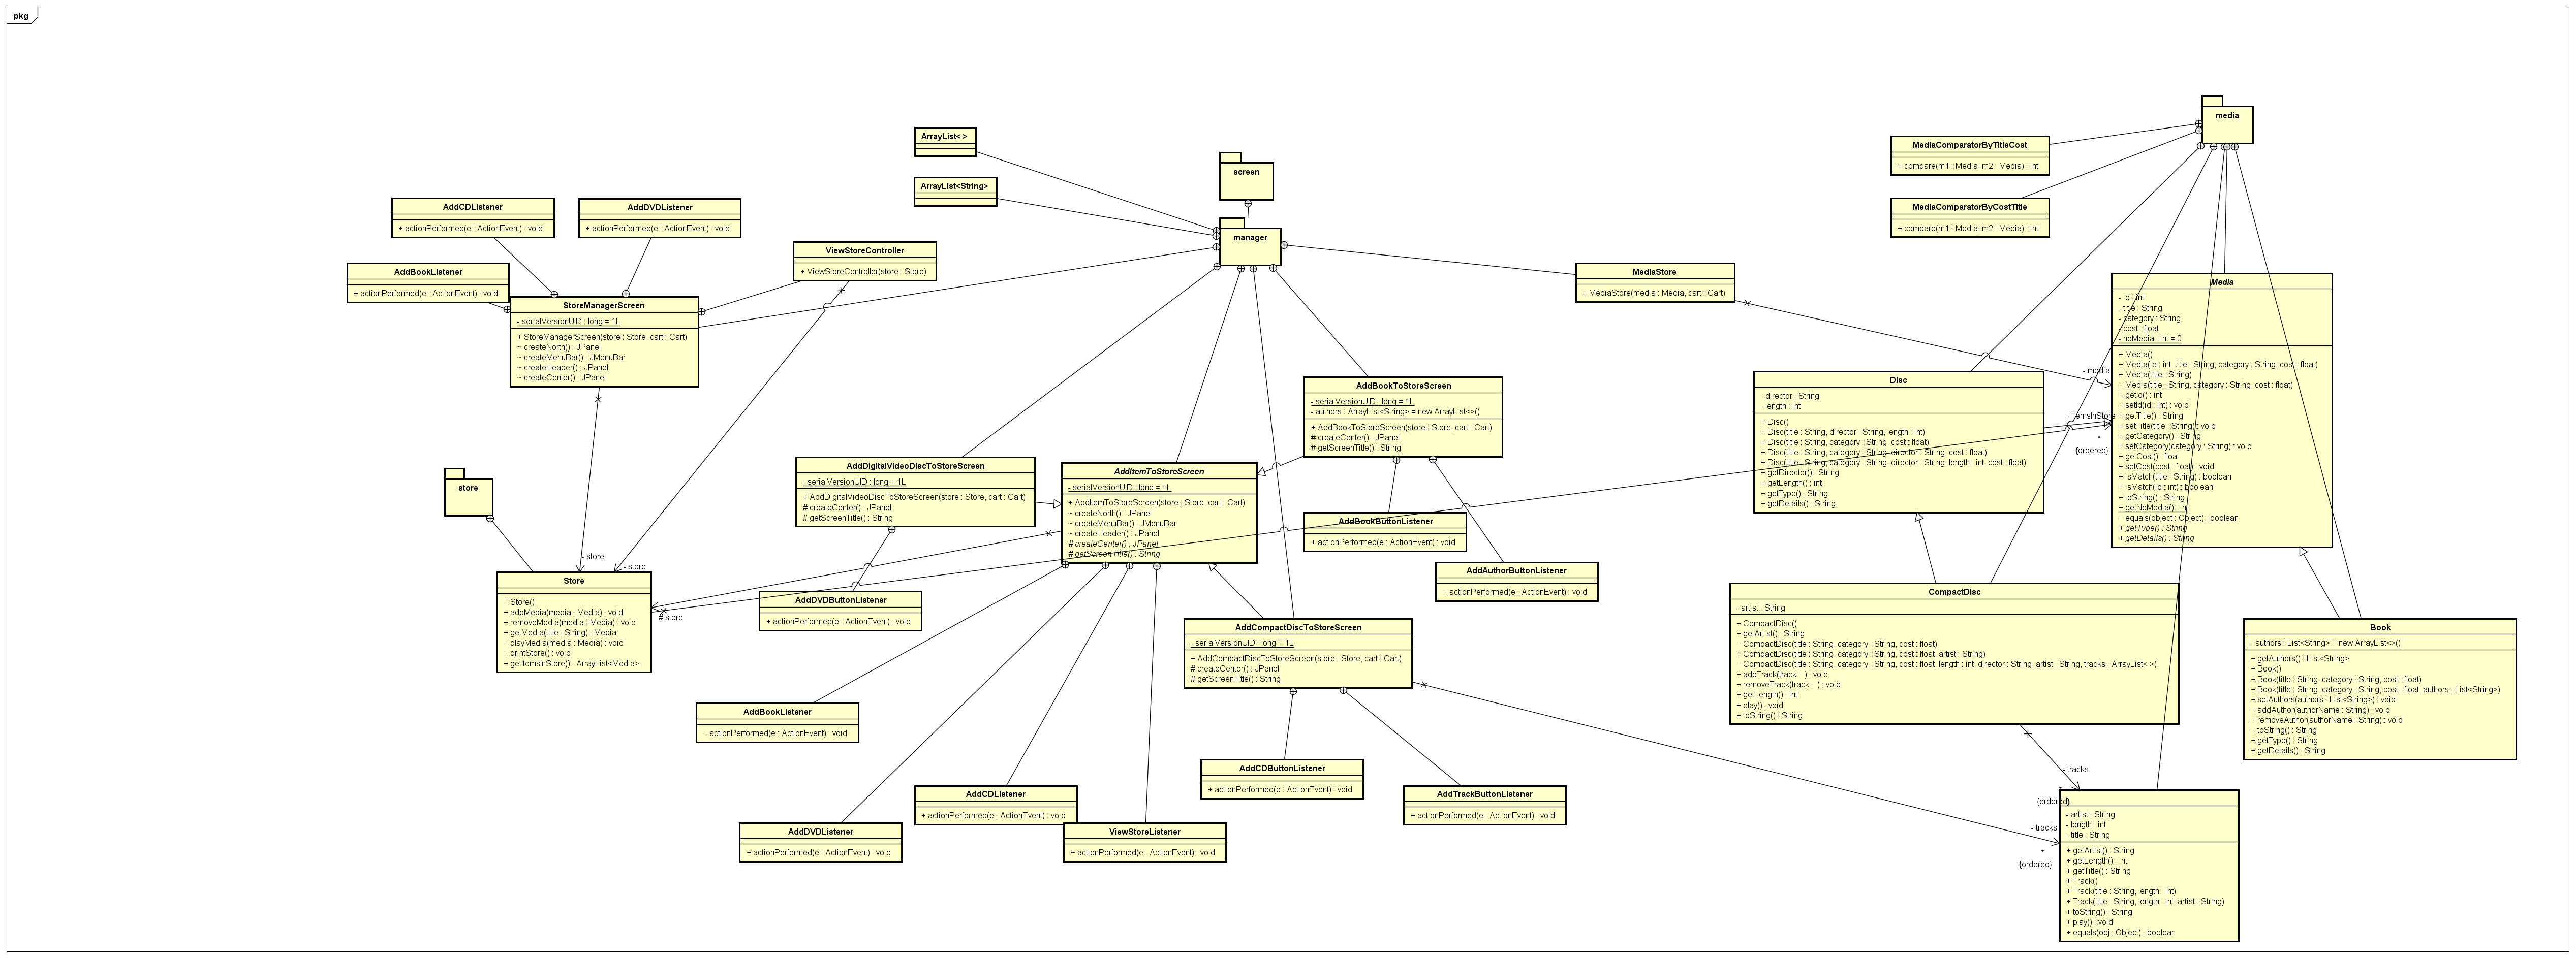 pkg
media
ArrayList< >
MediaComparatorByTitleCost
+ compare(m1 : Media, m2 : Media) : int
screen
ArrayList<String>
MediaComparatorByCostTitle
+ compare(m1 : Media, m2 : Media) : int
AddCDListener
+ actionPerformed(e : ActionEvent) : void
AddDVDListener
+ actionPerformed(e : ActionEvent) : void
manager
ViewStoreController
+ ViewStoreController(store : Store)
AddBookListener
+ actionPerformed(e : ActionEvent) : void
MediaStore
+ MediaStore(media : Media, cart : Cart)
StoreManagerScreen
- serialVersionUID : long = 1L
+ StoreManagerScreen(store : Store, cart : Cart)
~ createNorth() : JPanel
~ createMenuBar() : JMenuBar
~ createHeader() : JPanel
~ createCenter() : JPanel
Media
- id : int
- title : String
- category : String
- cost : float
- nbMedia : int = 0
+ Media()
+ Media(id : int, title : String, category : String, cost : float)
+ Media(title : String)
+ Media(title : String, category : String, cost : float)
+ getId() : int
+ setId(id : int) : void
+ getTitle() : String
+ setTitle(title : String) : void
+ getCategory() : String
+ setCategory(category : String) : void
+ getCost() : float
+ setCost(cost : float) : void
+ isMatch(title : String) : boolean
+ isMatch(id : int) : boolean
+ toString() : String
+ getNbMedia() : int
+ equals(object : Object) : boolean
+ getType() : String
+ getDetails() : String
- media
- itemsInStore
*
{ordered}
Disc
- director : String
- length : int
+ Disc()
+ Disc(title : String, director : String, length : int)
+ Disc(title : String, category : String, cost : float)
+ Disc(title : String, category : String, director : String, cost : float)
+ Disc(title : String, category : String, director : String, length : int, cost : float)
+ getDirector() : String
+ getLength() : int
+ getType() : String
+ getDetails() : String
AddBookToStoreScreen
- serialVersionUID : long = 1L
- authors : ArrayList<String> = new ArrayList<>()
+ AddBookToStoreScreen(store : Store, cart : Cart)
# createCenter() : JPanel
# getScreenTitle() : String
AddDigitalVideoDiscToStoreScreen
- serialVersionUID : long = 1L
+ AddDigitalVideoDiscToStoreScreen(store : Store, cart : Cart)
# createCenter() : JPanel
# getScreenTitle() : String
AddItemToStoreScreen
- serialVersionUID : long = 1L
+ AddItemToStoreScreen(store : Store, cart : Cart)
~ createNorth() : JPanel
~ createMenuBar() : JMenuBar
~ createHeader() : JPanel
# createCenter() : JPanel
# getScreenTitle() : String
store
AddBookButtonListener
+ actionPerformed(e : ActionEvent) : void
AddAuthorButtonListener
+ actionPerformed(e : ActionEvent) : void
- store
- store
# store
Store
+ Store()
+ addMedia(media : Media) : void
+ removeMedia(media : Media) : void
+ getMedia(title : String) : Media
+ playMedia(media : Media) : void
+ printStore() : void
+ getItemsInStore() : ArrayList<Media>
AddDVDButtonListener
+ actionPerformed(e : ActionEvent) : void
CompactDisc
- artist : String
+ CompactDisc()
+ getArtist() : String
+ CompactDisc(title : String, category : String, cost : float)
+ CompactDisc(title : String, category : String, cost : float, artist : String)
+ CompactDisc(title : String, category : String, cost : float, length : int, director : String, artist : String, tracks : ArrayList< >)
+ addTrack(track : ) : void
+ removeTrack(track : ) : void
+ getLength() : int
+ play() : void
+ toString() : String
AddCompactDiscToStoreScreen
- serialVersionUID : long = 1L
+ AddCompactDiscToStoreScreen(store : Store, cart : Cart)
# createCenter() : JPanel
# getScreenTitle() : String
Book
- authors : List<String> = new ArrayList<>()
+ getAuthors() : List<String>
+ Book()
+ Book(title : String, category : String, cost : float)
+ Book(title : String, category : String, cost : float, authors : List<String>)
+ setAuthors(authors : List<String>) : void
+ addAuthor(authorName : String) : void
+ removeAuthor(authorName : String) : void
+ toString() : String
+ getType() : String
+ getDetails() : String
AddBookListener
+ actionPerformed(e : ActionEvent) : void
AddCDButtonListener
+ actionPerformed(e : ActionEvent) : void
AddCDListener
+ actionPerformed(e : ActionEvent) : void
AddTrackButtonListener
+ actionPerformed(e : ActionEvent) : void
AddDVDListener
+ actionPerformed(e : ActionEvent) : void
ViewStoreListener
+ actionPerformed(e : ActionEvent) : void
- tracks
{ordered}
- tracks
*
{ordered}
- artist : String
- length : int
- title : String
+ getArtist() : String
+ getLength() : int
+ getTitle() : String
+ Track()
+ Track(title : String, length : int)
+ Track(title : String, length : int, artist : String)
+ toString() : String
+ play() : void
+ equals(obj : Object) : boolean